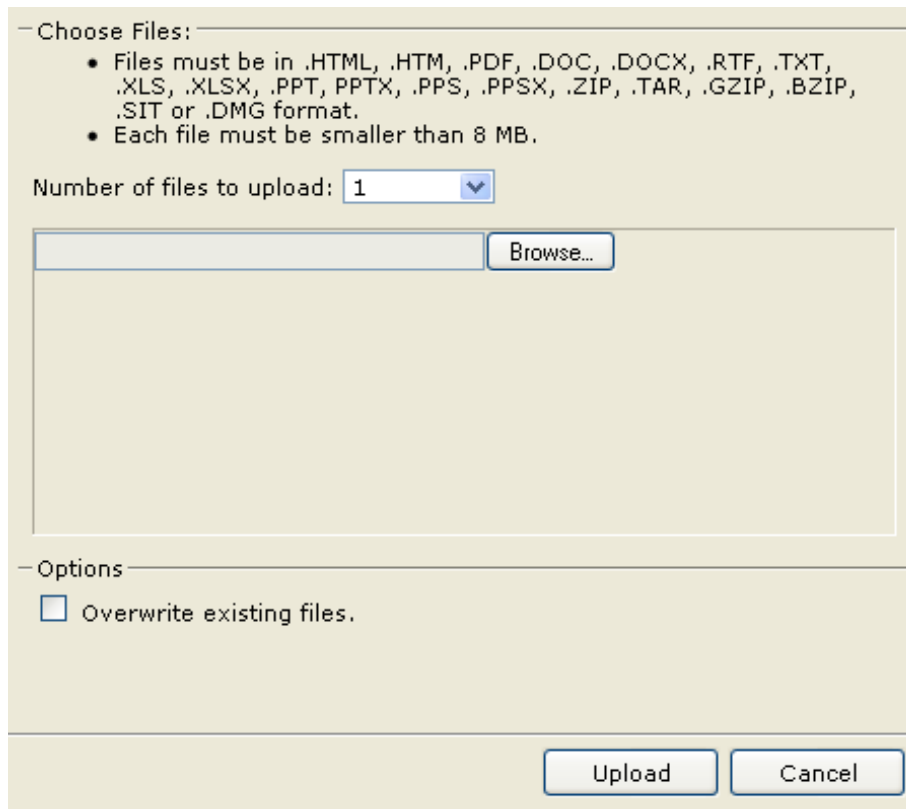 Choose Files:
• Files must be in .HTML, .HTM, .PDF, .DOC, .DOCX, .RTF, .TXT,
.XLS, .XLSX, .PPT, PPTX, .PPS, .PPSX, .ZIP, .TAR, .GZIP, .BZIP,
.SIT or .DMG format.
• Each file must be smaller than 8 MB.
Number of files to upload: 1
Browse...
Options
Overwrite existing files.
Upload Cancel